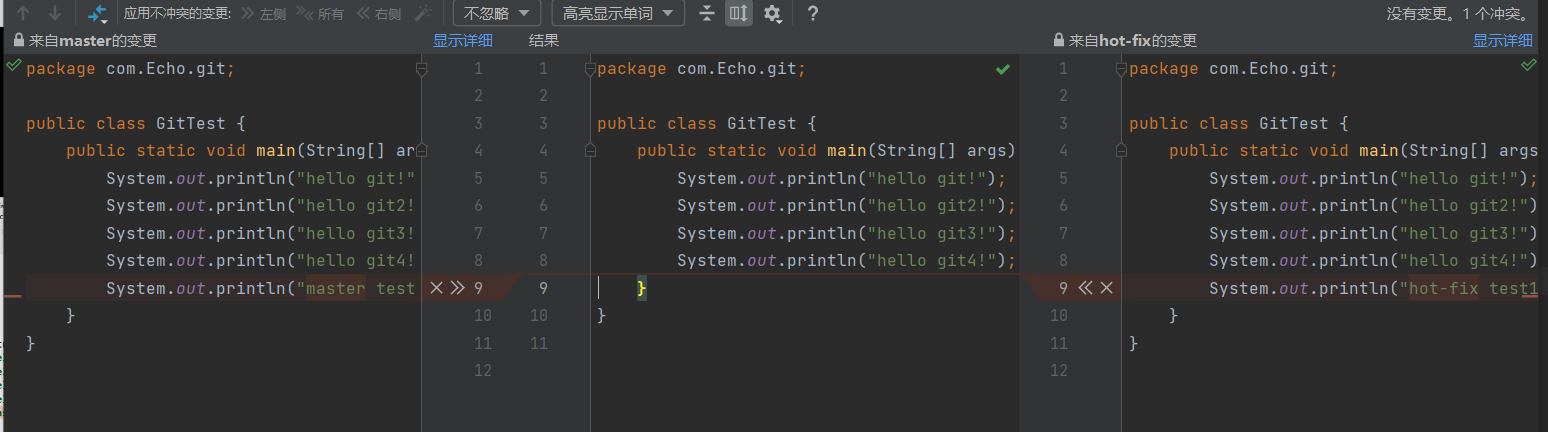 应用不冲突的变更: 左侧 所有 右侧 不忽略 高亮显示单词 ? 没有变更。1 个冲突。
来自master的变更 显示详细 结果 来自hot-fix的变更 显示详细
package com.Echo.git; 1 1 package com.Echo.git; 1 package com.Echo.git;
2 2 2
public class GitTest { 3 3 public class GitTest { 3 public class GitTest {
public static void main(String[] ar 4 4 public static void main(String[] args) 4 public static void main(String[] args
System.out.println("hello git!" 5 5 System.out.println("hello git!"); 5 System.out.println("hello git!");
System.out.println("hello git2! 6 6 System.out.println("hello git2!"); 6 System.out.println("hello git2!")
System.out.println("hello git3! 7 7 System.out.println("hello git3!"); 7 System.out.println("hello git3!")
System.out.println("hello git4! 8 8 System.out.println("hello git4!"); 8 System.out.println("hello git4!")
System.out.println("master test 9 9 } 9 System.out.println("hot-fix test1
} 10 10 } 10 }
} 11 11 11 }
12 12